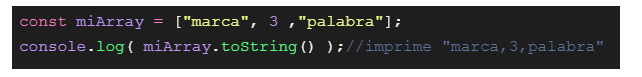 const miArray = ["marca", 3 ,"palabra"];
console.log( miArray.toString() );//imprime "marca,3,palabra"